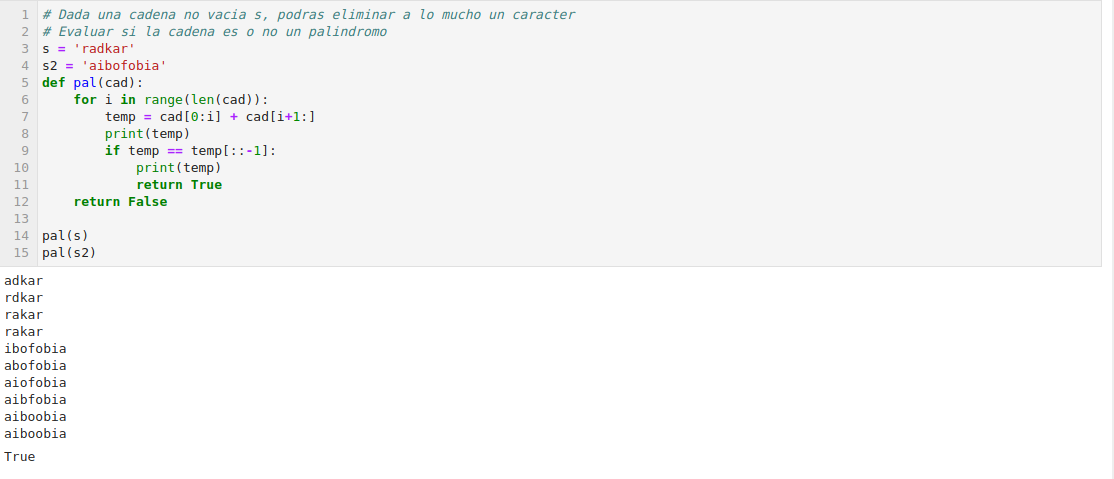 1 # Dada una cadena no vacia s, podras eliminar a lo mucho un caracter
2 # Evaluar si la cadena es o no un palindromo
3 s = 'radkar'
4 s2 = 'aibofobia'
5 def pal(cad):
6     for i in range(len(cad)):
7         temp = cad[0:i] + cad[i+1:]
8         print(temp)
9         if temp == temp[::-1]:
10             print(temp)
11             return True
12     return False
13
14 pal(s)
15 pal(s2)
adkar
rdkar
rakar
rakar
ibofobia
abofobia
aiofobia
aibfobia
aiboobia
aiboobia
True